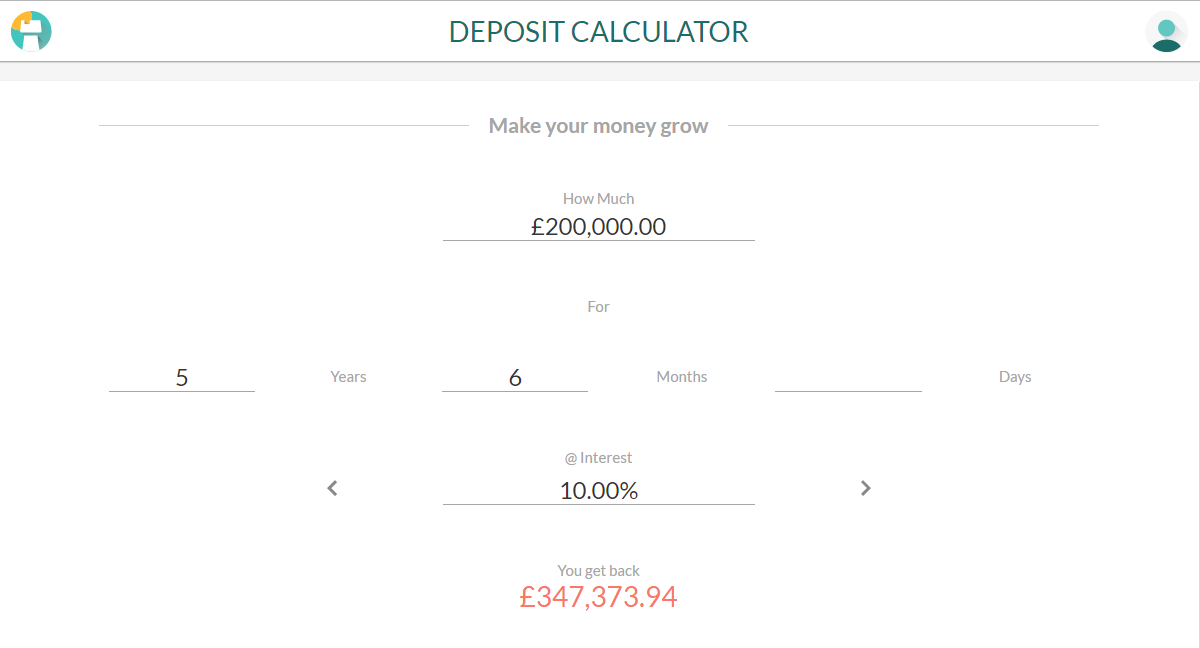 DEPOSIT CALCULATOR
Make your money grow
How Much
£200,000.00
For
5 Years 6 Months Days
@ Interest
10.00%
You get back
£347,373.94